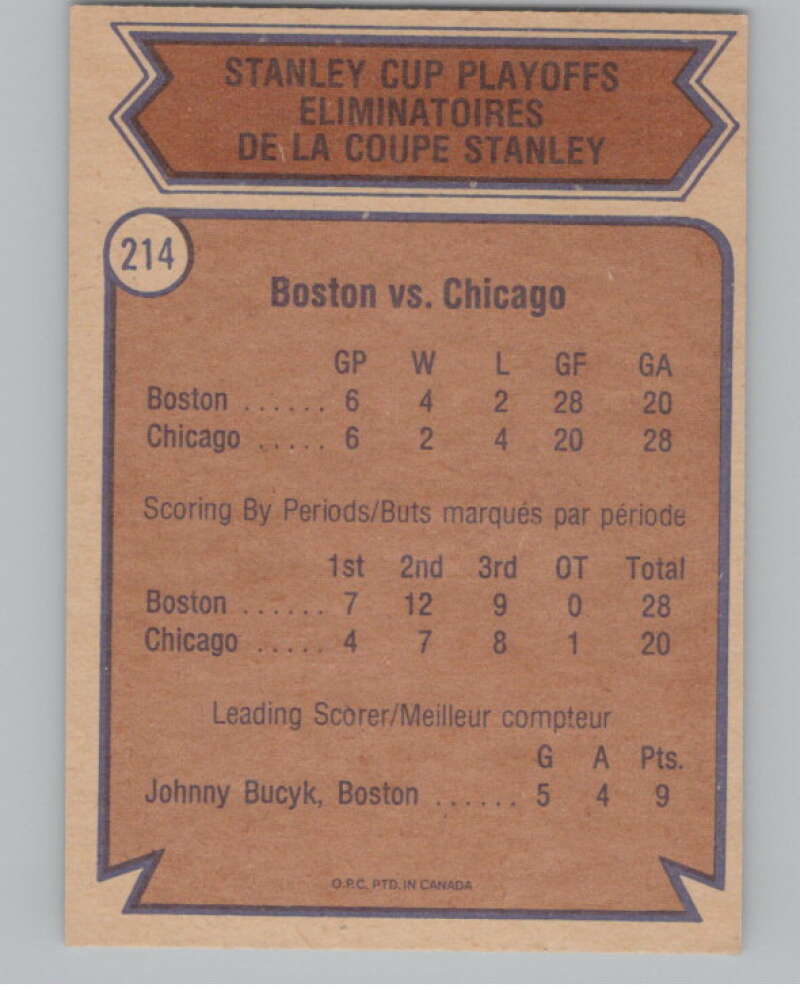 STANLEY CUP PLAYOFFS
ELIMINATOIRES
DE LA COUPE STANLEY
214
Boston vs. Chicago
GP W L GF GA
Boston ...... 6 4 2 28 20
Chicago ..... 6 2 4 20 28
Scoring By Periods/Buts marqués par période
1st 2nd 3rd OT Total
Boston ...... 7 12 9 0 28
Chicago ..... 4 7 8 1 20
Leading Scorer/Meilleur compteur
G A Pts.
Johnny Bucyk, Boston ...... 5 4 9
O.P.C. PTD. IN CANADA